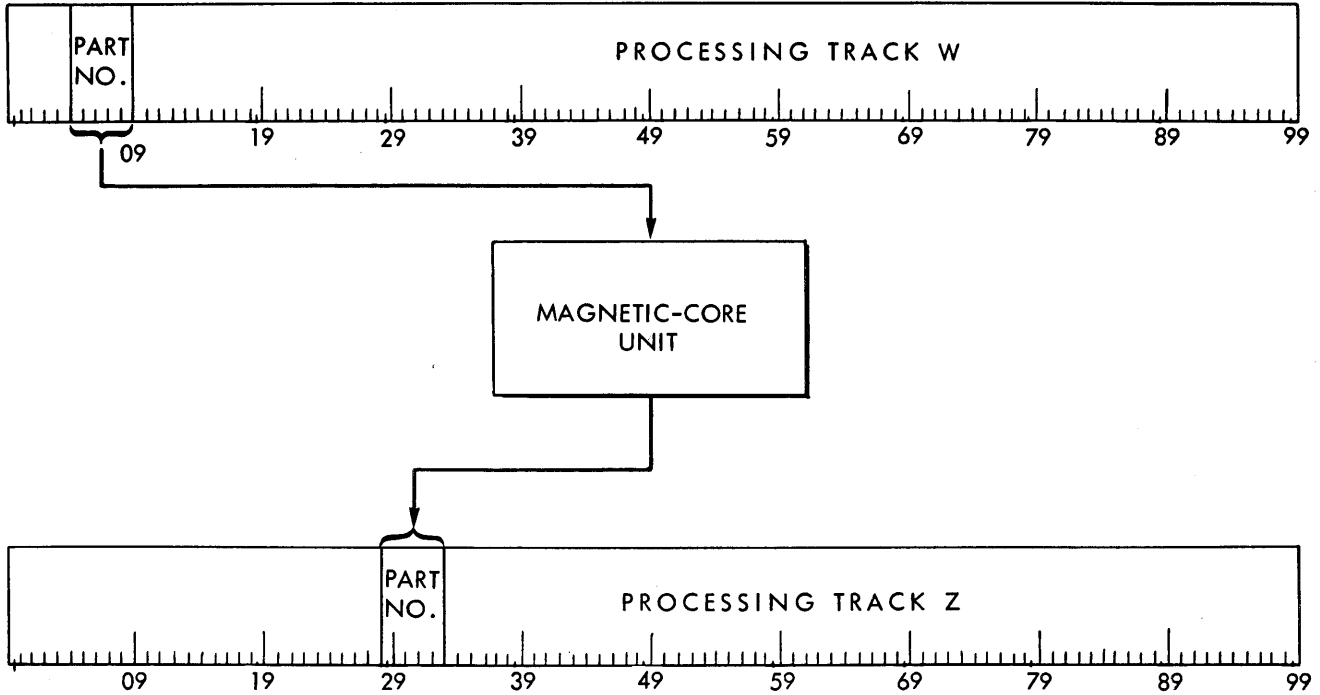 PART
NO.
PROCESSING TRACK W
09 19 29 39 49 59 69 79 89 99
MAGNETIC-CORE
UNIT
PART
NO.
PROCESSING TRACK Z
09 19 29 39 49 59 69 79 89 99